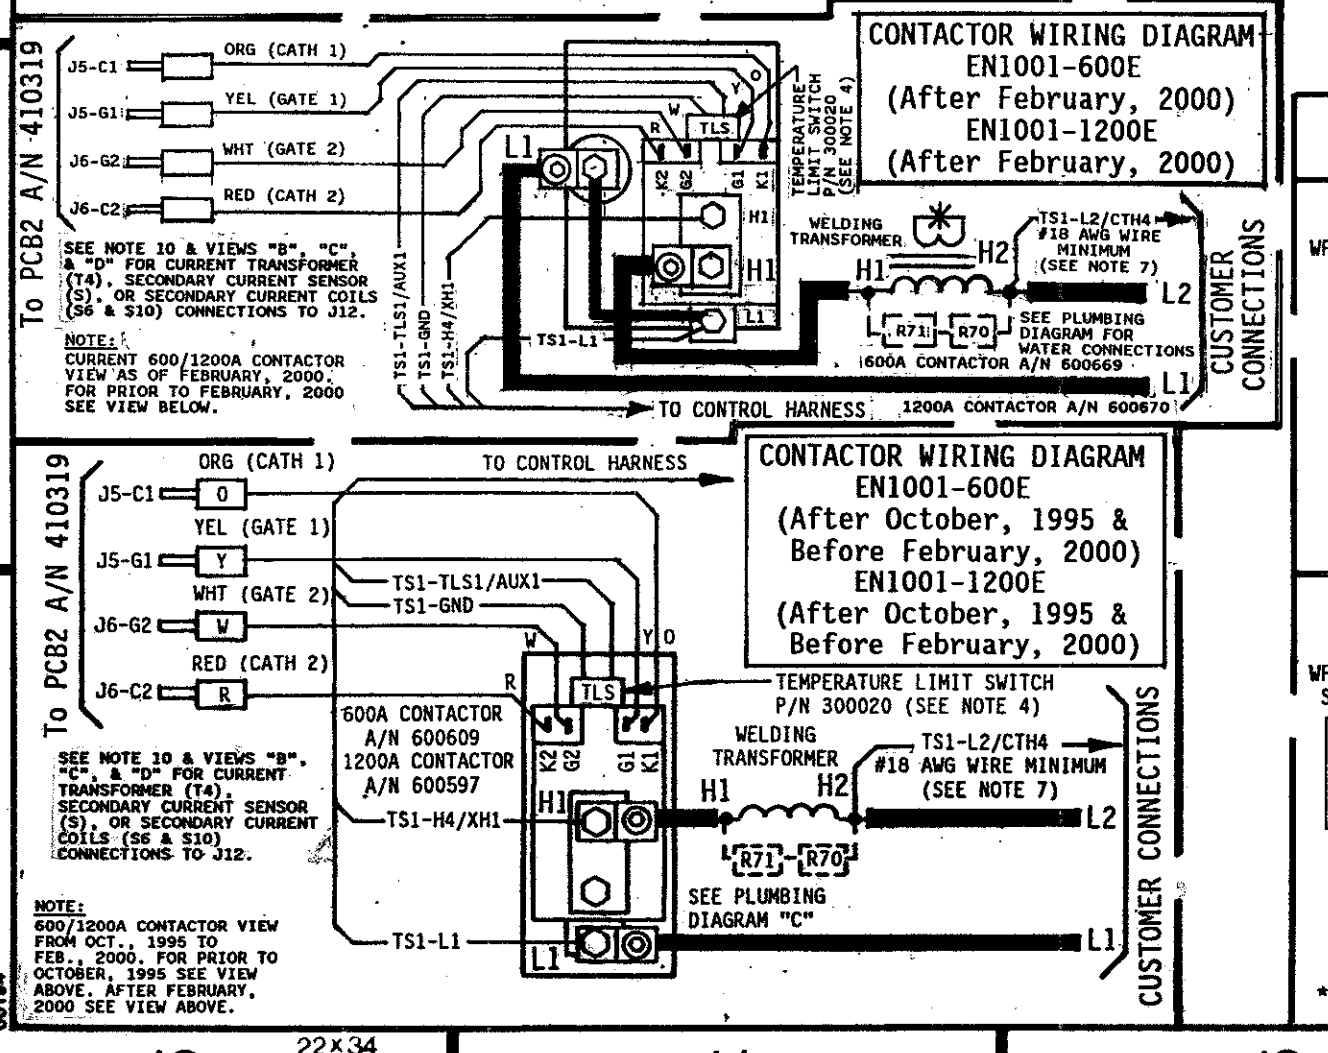 To PCB2 A/N 410319
J5-C1
ORG (CATH 1)
J5-G1
YEL (GATE 1)
J6-G2
WHT (GATE 2)
J6-C2
RED (CATH 2)
SEE NOTE 10 & VIEWS "B", "C",
& "D" FOR CURRENT TRANSFORMER
(T4), SECONDARY CURRENT SENSOR
(S), OR SECONDARY CURRENT COILS
(S6 & S10) CONNECTIONS TO J12.
NOTE:
CURRENT 600/1200A CONTACTOR
VIEW AS OF FEBRUARY, 2000.
FOR PRIOR TO FEBRUARY, 2000
SEE VIEW BELOW.
TS1-TLS1/AUX1
TS1-GND
TS1-H4/XH1
TS1-L1
L1
R
W
Y
O
TLS
K2
G2
G1
K1
H1
H1
L1
TEMPERATURE
LIMIT SWITCH
P/N 300020
(SEE NOTE 4)
CONTACTOR WIRING DIAGRAM
EN1001-600E
(After February, 2000)
EN1001-1200E
(After February, 2000)
WELDING
TRANSFORMER
H1
H2
TS1-L2/CTH4
#18 AWG WIRE
MINIMUM
(SEE NOTE 7)
L2
R71
R70
SEE PLUMBING
DIAGRAM FOR
WATER CONNECTIONS
600A CONTACTOR A/N 600669
L1
TO CONTROL HARNESS
1200A CONTACTOR A/N 600670
CUSTOMER
CONNECTIONS
To PCB2 A/N 410319
ORG (CATH 1)
J5-C1
O
YEL (GATE 1)
J5-G1
Y
WHT (GATE 2)
J6-G2
W
RED (CATH 2)
J6-C2
R
TO CONTROL HARNESS
TS1-TLS1/AUX1
TS1-GND
W
Y
O
R
TLS
TEMPERATURE LIMIT SWITCH
P/N 300020 (SEE NOTE 4)
CONTACTOR WIRING DIAGRAM
EN1001-600E
(After October, 1995 &
Before February, 2000)
EN1001-1200E
(After October, 1995 &
Before February, 2000)
600A CONTACTOR
A/N 600609
1200A CONTACTOR
A/N 600597
K2
G2
G1
K1
H1
TS1-H4/XH1
TS1-L1
L1
WELDING
TRANSFORMER
H1
H2
TS1-L2/CTH4
#18 AWG WIRE MINIMUM
(SEE NOTE 7)
L2
R71
R70
SEE PLUMBING
DIAGRAM "C"
L1
CUSTOMER CONNECTIONS
SEE NOTE 10 & VIEWS "B",
"C", & "D" FOR CURRENT
TRANSFORMER (T4),
SECONDARY CURRENT SENSOR
(S), OR SECONDARY CURRENT
COILS (S6 & S10)
CONNECTIONS TO J12.
NOTE:
600/1200A CONTACTOR VIEW
FROM OCT., 1995 TO
FEB., 2000. FOR PRIOR TO
OCTOBER, 1995 SEE VIEW
ABOVE. AFTER FEBRUARY,
2000 SEE VIEW ABOVE.
22X34